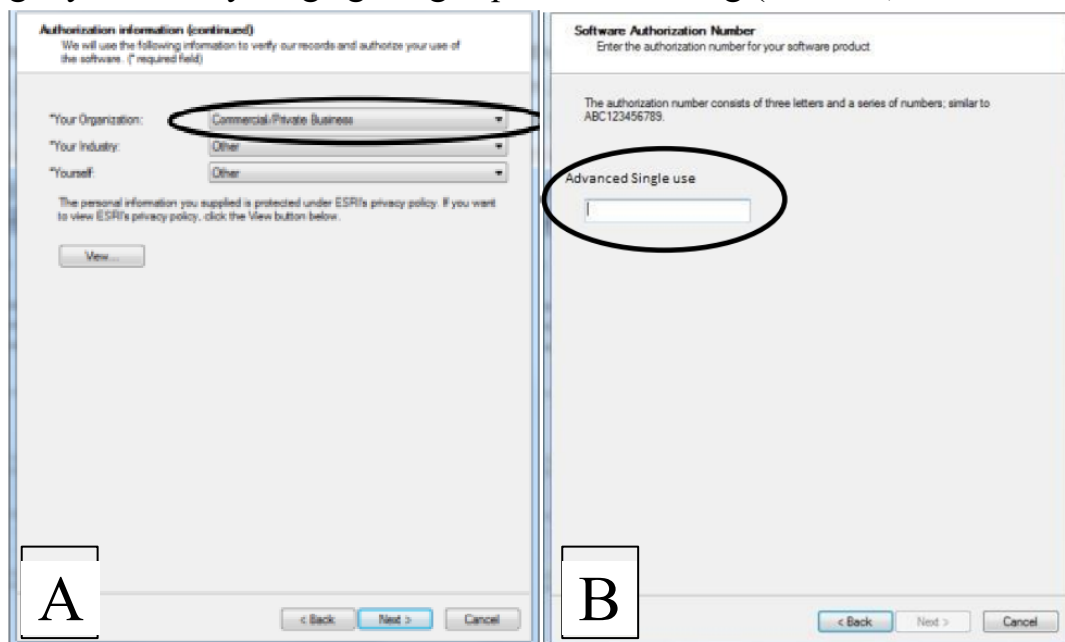 Authorization information (continued)
We will use the following information to verify our records and authorize your use of
the software. (* required field)
*Your Organization:
Commercial/Private Business
*Your Industry:
Other
*Yourself:
Other
The personal information you supplied is protected under ESRI's privacy policy. If you want
to view ESRI's privacy policy, click the View button below.
View...
A
< Back
Next >
Cancel
Software Authorization Number
Enter the authorization number for your software product
The authorization number consists of three letters and a series of numbers; similar to
ABC123456789.
Advanced Single use
B
< Back
Next >
Cancel